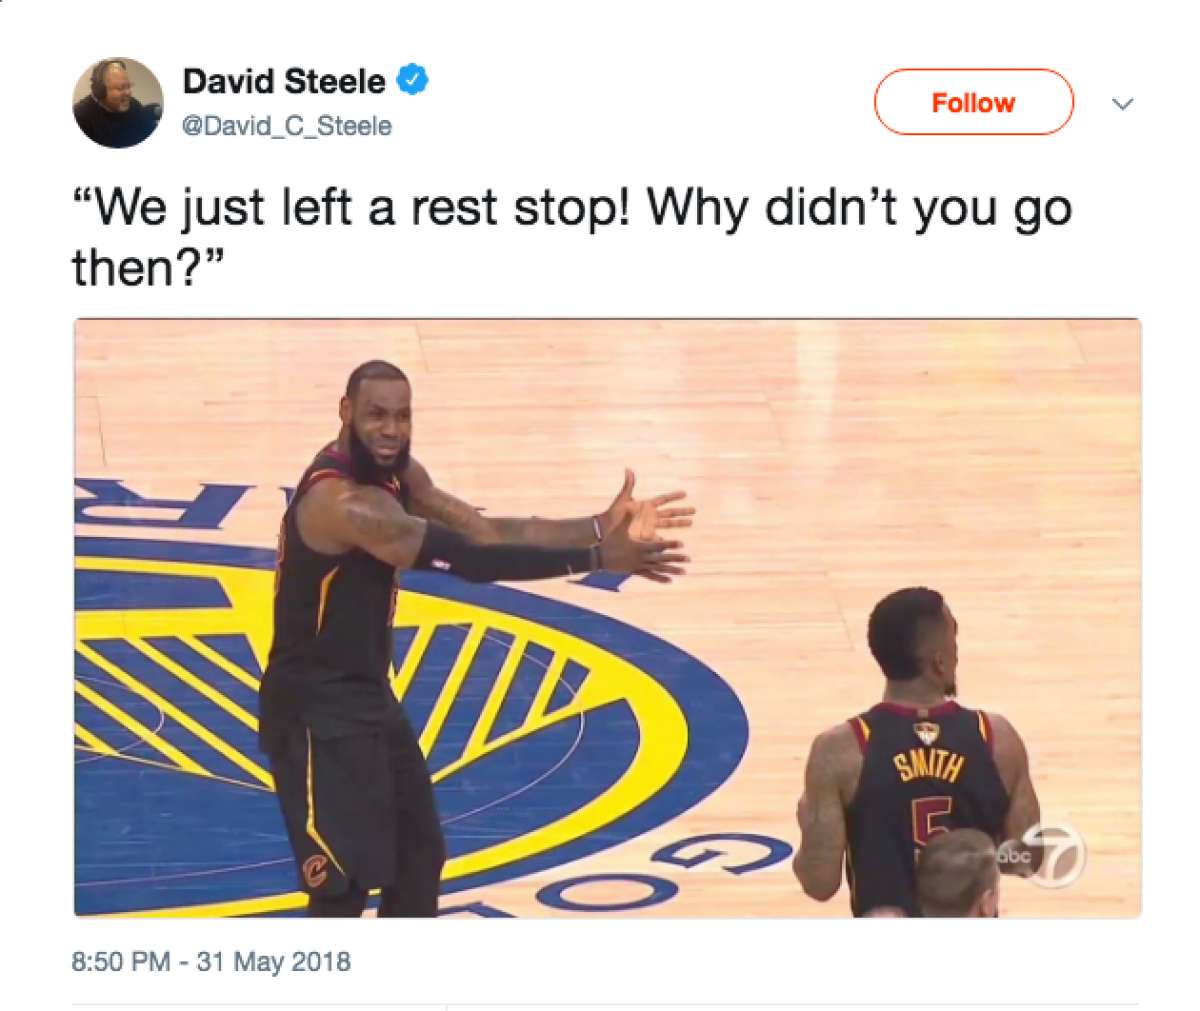 David Steele
@David_C_Steele
Follow
“We just left a rest stop! Why didn’t you go
then?”
SMITH
5
abc 7
GO
8:50 PM - 31 May 2018